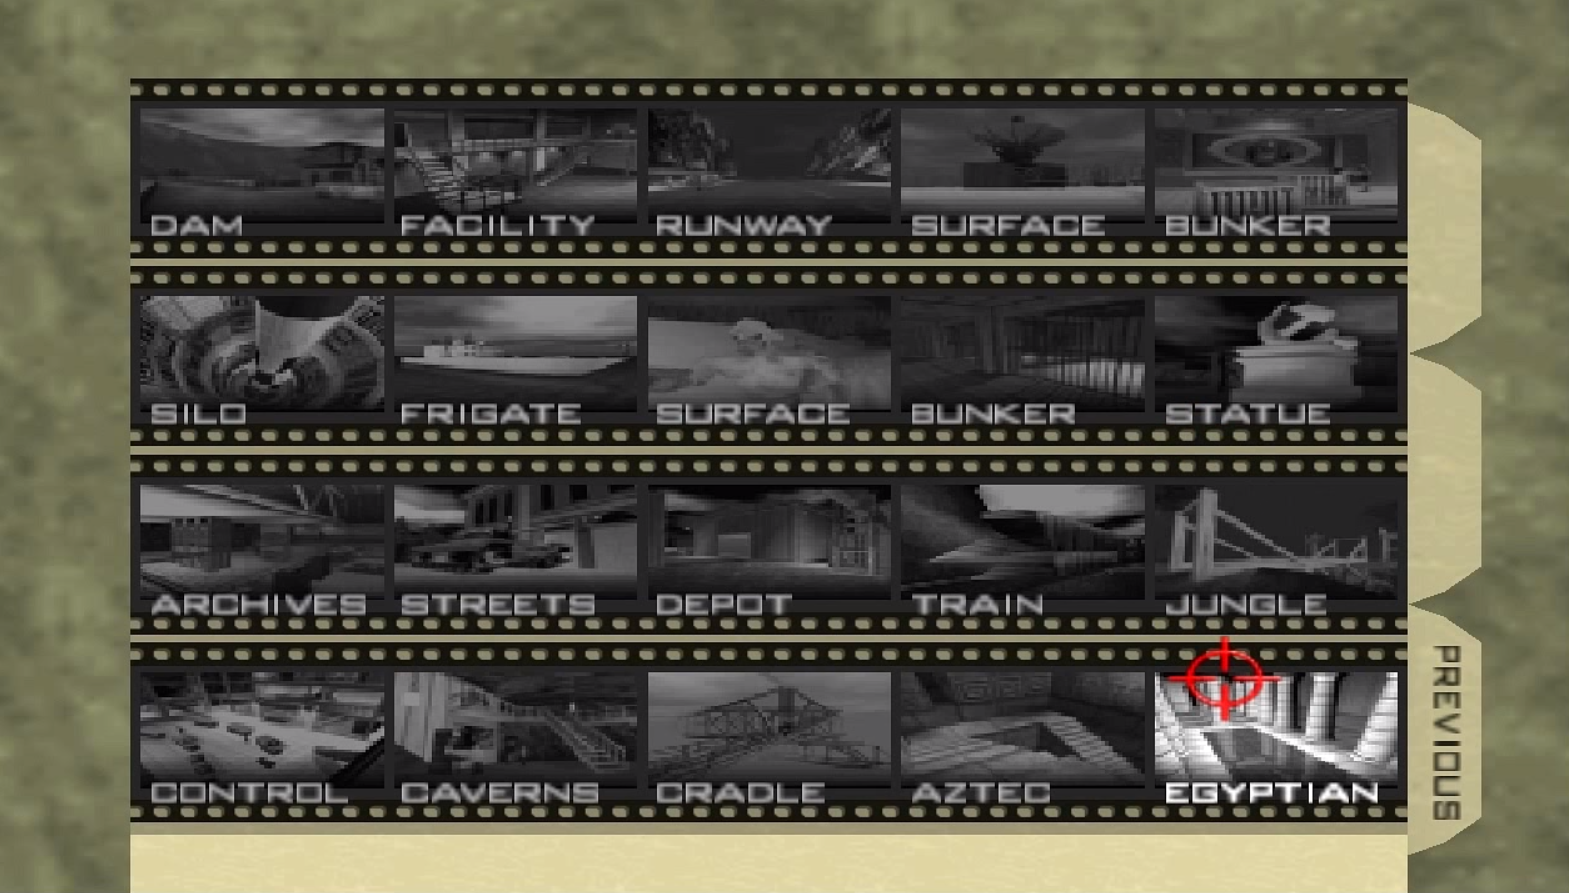 DAM FACILITY RUNWAY SURFACE BUNKER
SILO FRIGATE SURFACE BUNKER STATUE
ARCHIVES STREETS DEPOT TRAIN JUNGLE
CONTROL CAVERNS CRADLE AZTEC EGYPTIAN
PREVIOUS